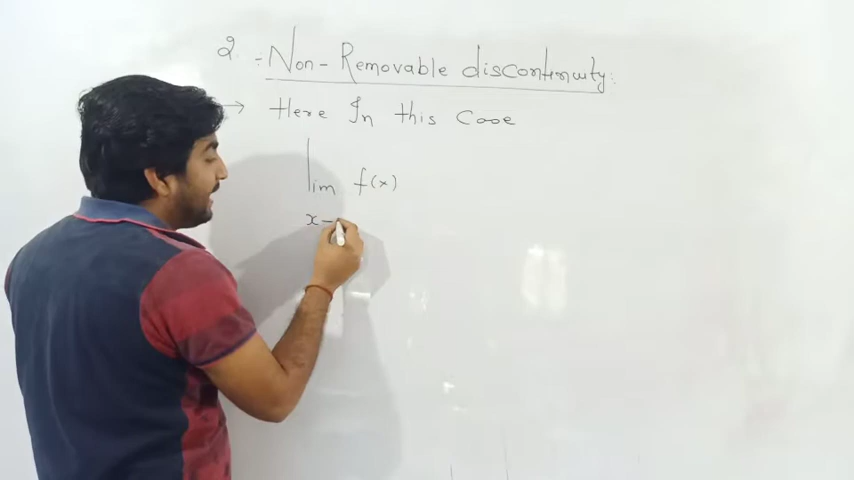 2. :- Non-Removable discontinuity:
→ Here In this Case
lim f(x)
x-